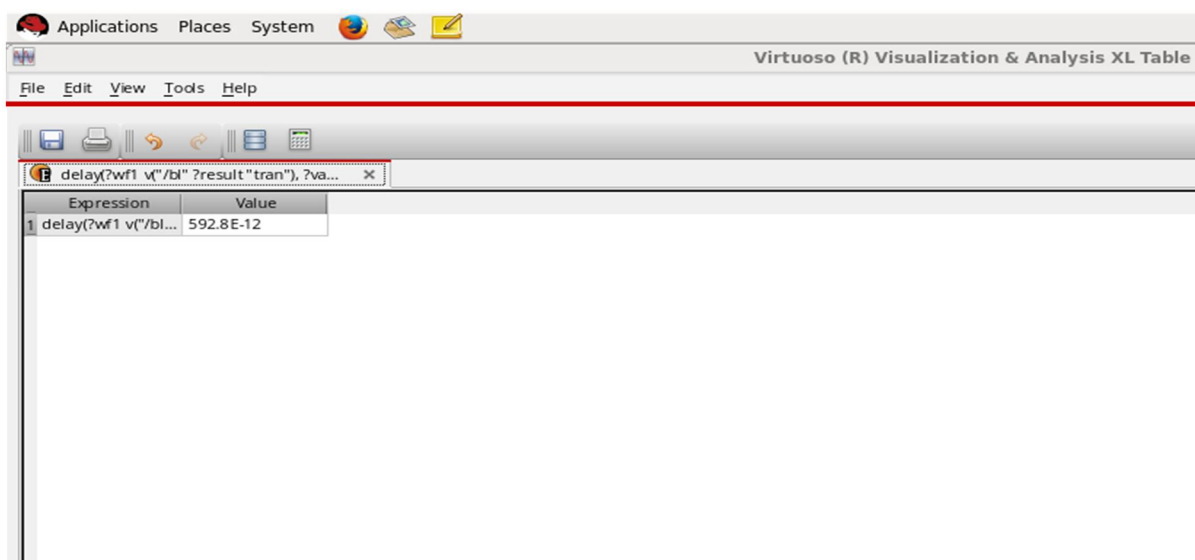 Applications Places System
Virtuoso (R) Visualization & Analysis XL Table
File Edit View Tools Help
delay(?wf1 v("/bl" ?result "tran"), ?va...
Expression Value
1 delay(?wf1 v("/bl... 592.8E-12